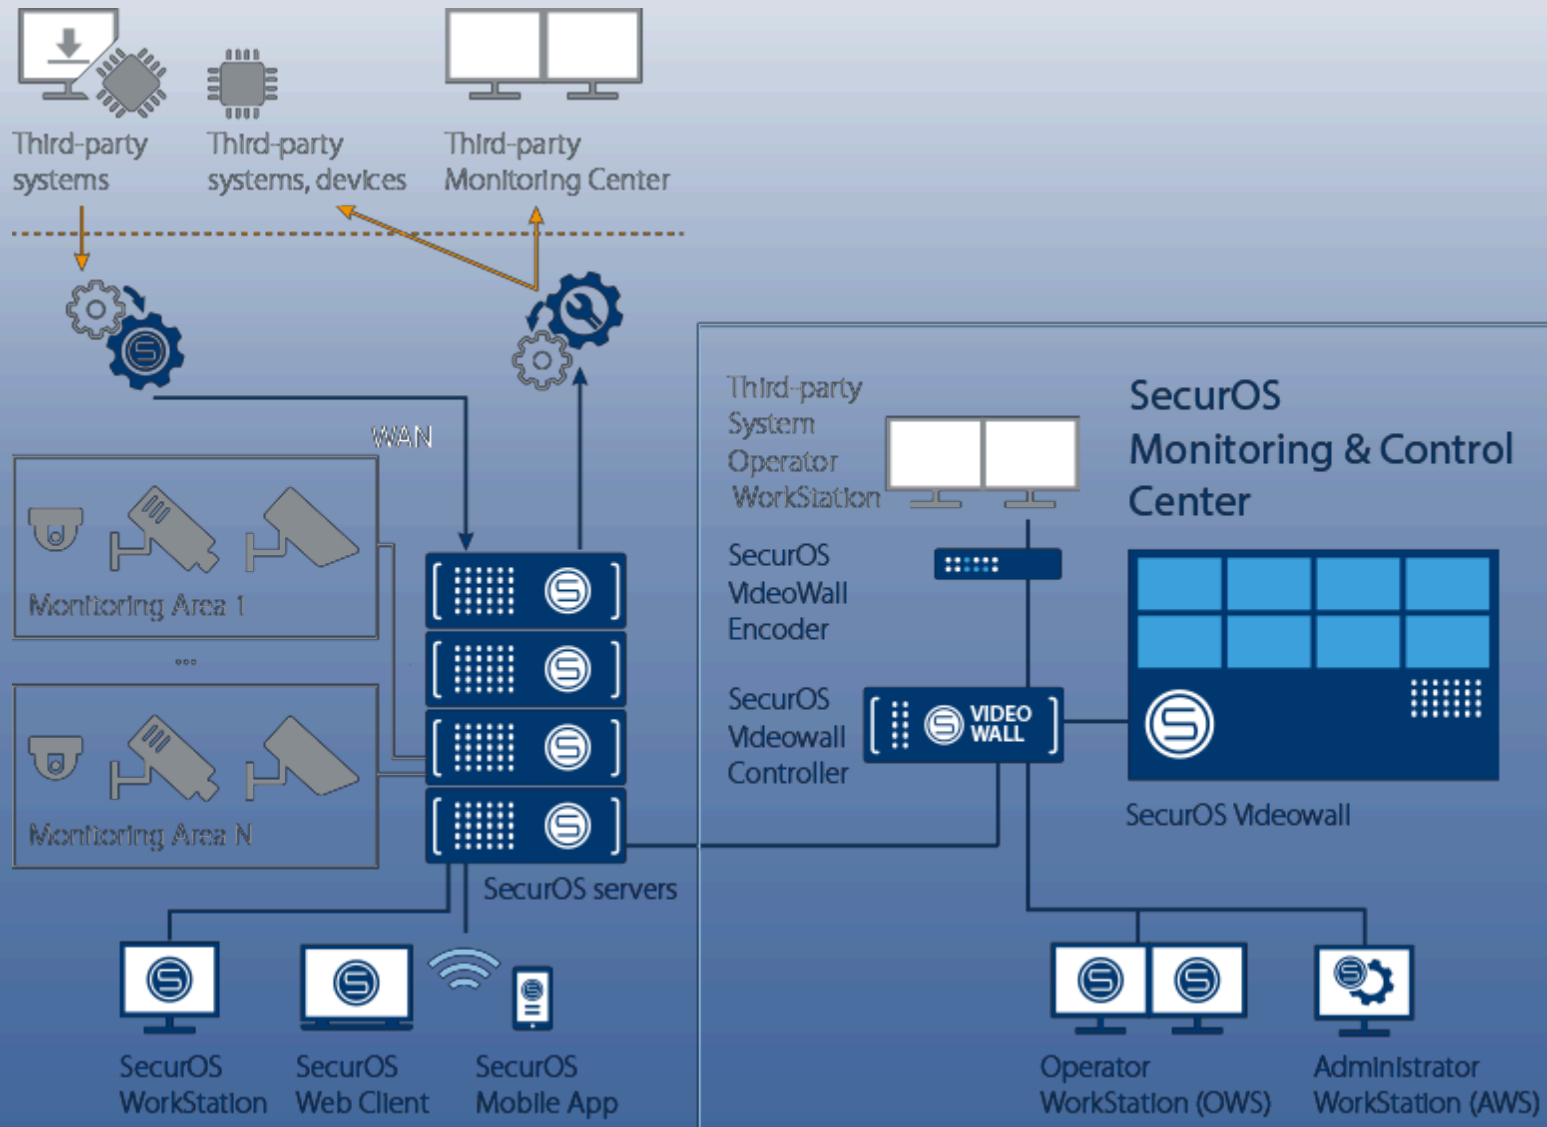 Third-party
systems
Third-party
systems, devices
Third-party
Monitoring Center
WAN
Monitoring Area 1
...
Monitoring Area N
SecurOS servers
SecurOS
WorkStation
SecurOS
Web Client
SecurOS
Mobile App
Third-party
System
Operator
WorkStation
SecurOS
Monitoring & Control
Center
SecurOS
VideoWall
Encoder
SecurOS
Videowall
Controller
VIDEO
WALL
SecurOS Videowall
Operator
WorkStation (OWS)
Administrator
WorkStation (AWS)